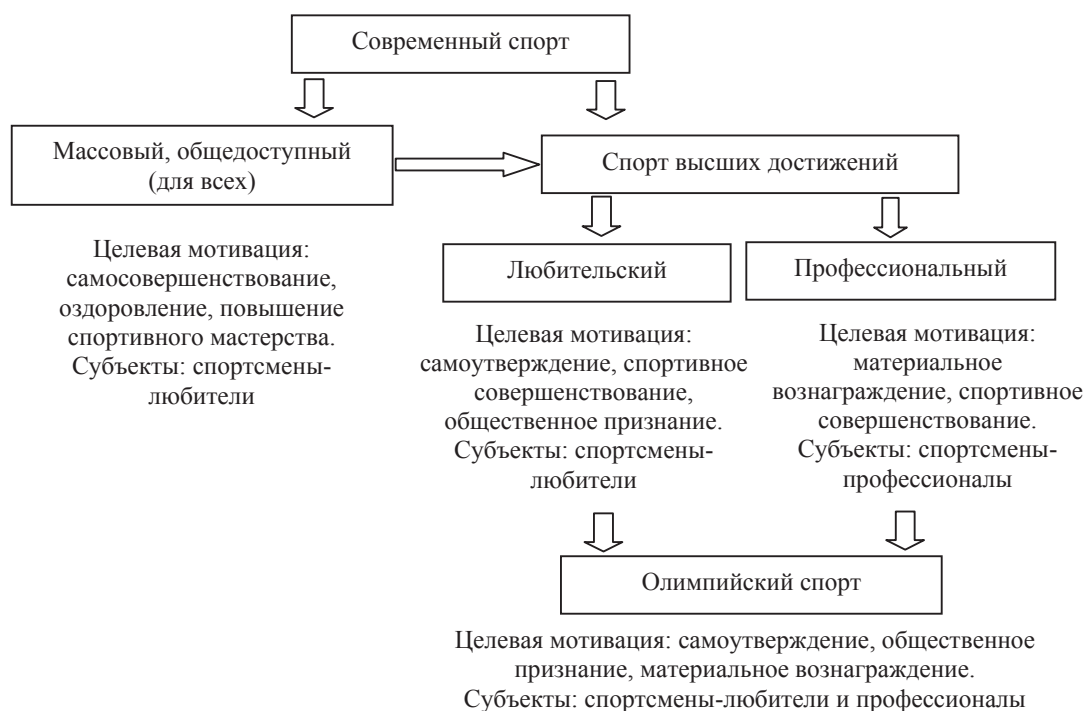 Современный спорт
Массовый, общедоступный
(для всех)
Спорт высших достижений
Целевая мотивация:
самосовершенствование,
оздоровление, повышение
спортивного мастерства.
Субъекты: спортсмены-
любители
Любительский
Профессиональный
Целевая мотивация:
самоутверждение, спортивное
совершенствование,
общественное признание.
Субъекты: спортсмены-
любители
Целевая мотивация:
материальное
вознаграждение, спортивное
совершенствование.
Субъекты: спортсмены-
профессионалы
Олимпийский спорт
Целевая мотивация: самоутверждение, общественное
признание, материальное вознаграждение.
Субъекты: спортсмены-любители и профессионалы